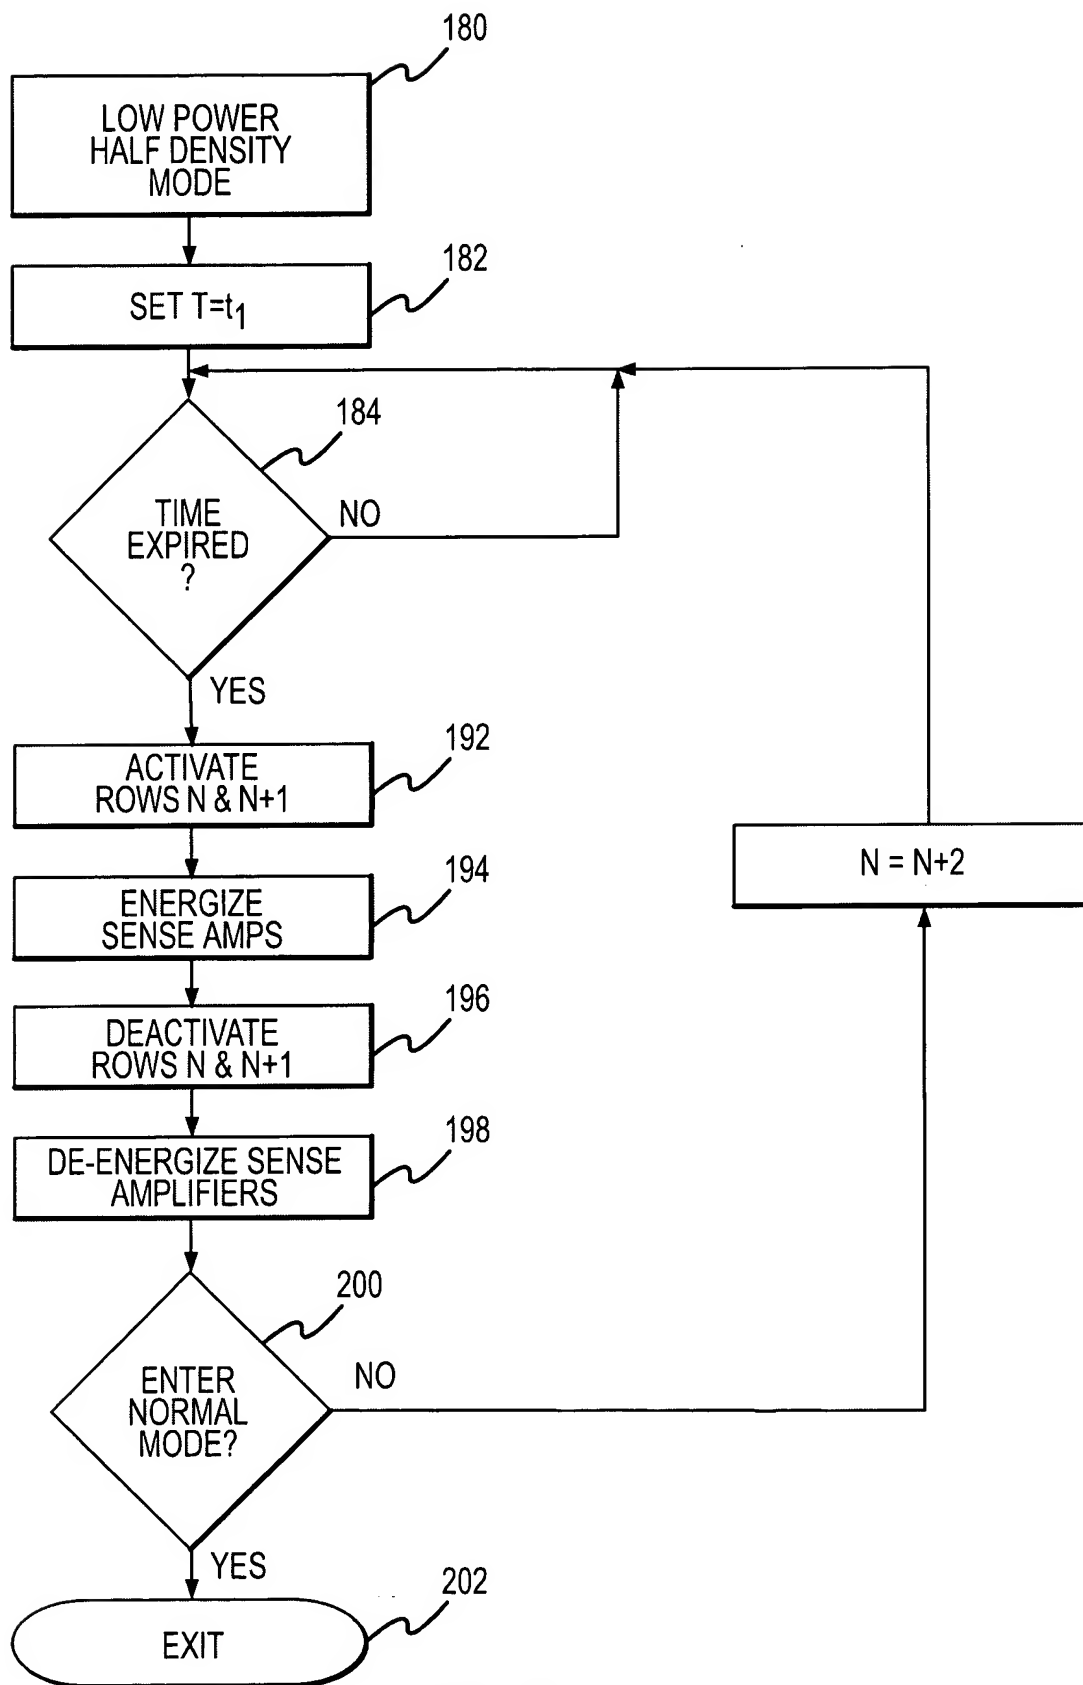 180
LOW POWER
HALF DENSITY
MODE
182
SET T=t1
184
TIME
EXPIRED
?
NO
YES
192
ACTIVATE
ROWS N & N+1
N = N+2
194
ENERGIZE
SENSE AMPS
196
DEACTIVATE
ROWS N & N+1
198
DE-ENERGIZE SENSE
AMPLIFIERS
200
ENTER
NORMAL
MODE?
NO
YES
202
EXIT